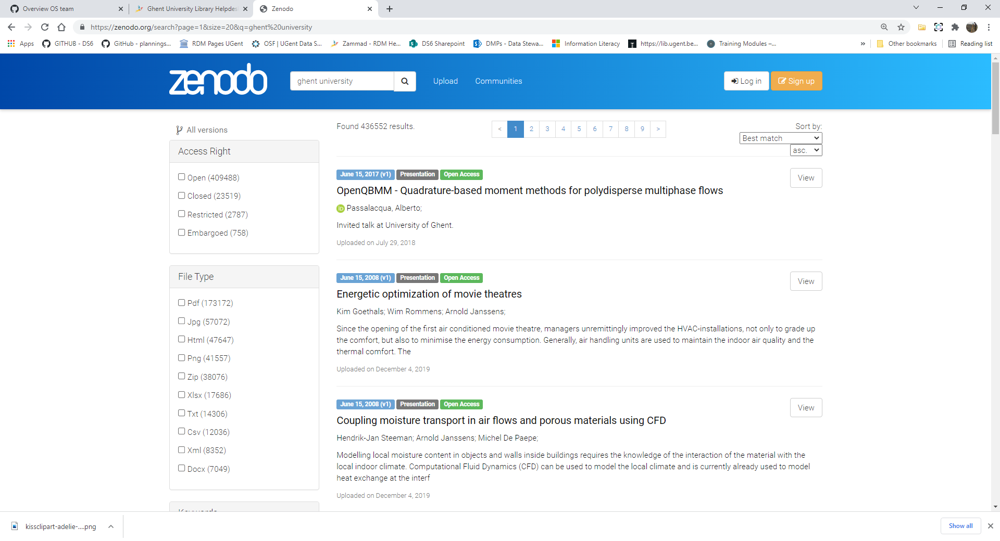 Overview OS team
Ghent University Library Helpdes
Zenodo
https://zenodo.org/search?page=1&size=20&q=ghent%20university
Apps
GITHUB - DS6
GitHub - plannings...
RDM Pages UGent
OSF | UGent Data S...
Zammad - RDM He...
DS6 Sharepoint
DMPs - Data Stewa...
Information Literacy
https://lib.ugent.be...
Training Modules –...
»
Other bookmarks
Reading list
zenodo
ghent university
Upload
Communities
Log in
Sign up
All versions
Access Right
Open (409488)
Closed (23519)
Restricted (2787)
Embargoed (758)
File Type
Pdf (173172)
Jpg (57072)
Html (47647)
Png (41557)
Zip (38076)
Xlsx (17686)
Txt (14306)
Csv (12036)
Xml (8352)
Docx (7049)
Keywords
Found 436552 results.
< 1 2 3 4 5 6 7 8 9 >
Sort by:
Best match
asc.
June 15, 2017 (v1) Presentation Open Access
View
OpenQBMM - Quadrature-based moment methods for polydisperse multiphase flows
iD Passalacqua, Alberto;
Invited talk at University of Ghent.
Uploaded on July 29, 2018
June 15, 2008 (v1) Presentation Open Access
View
Energetic optimization of movie theatres
Kim Goethals; Wim Rommens; Arnold Janssens;
Since the opening of the first air conditioned movie theatre, managers unremittingly improved the HVAC-installations, not only to grade up
the comfort, but also to minimise the energy consumption. Generally, air handling units are used to maintain the indoor air quality and the
thermal comfort. The
Uploaded on December 4, 2019
June 15, 2008 (v1) Presentation Open Access
View
Coupling moisture transport in air flows and porous materials using CFD
Hendrik-Jan Steeman; Arnold Janssens; Michel De Paepe;
Modelling local moisture content in objects and walls inside buildings requires the knowledge of the interaction of the material with the
local indoor climate. Computational Fluid Dynamics (CFD) can be used to model the local climate and is currently already used to model
heat exchange at the interf
Uploaded on December 4, 2019
kissclipart-adelie-....png
Show all